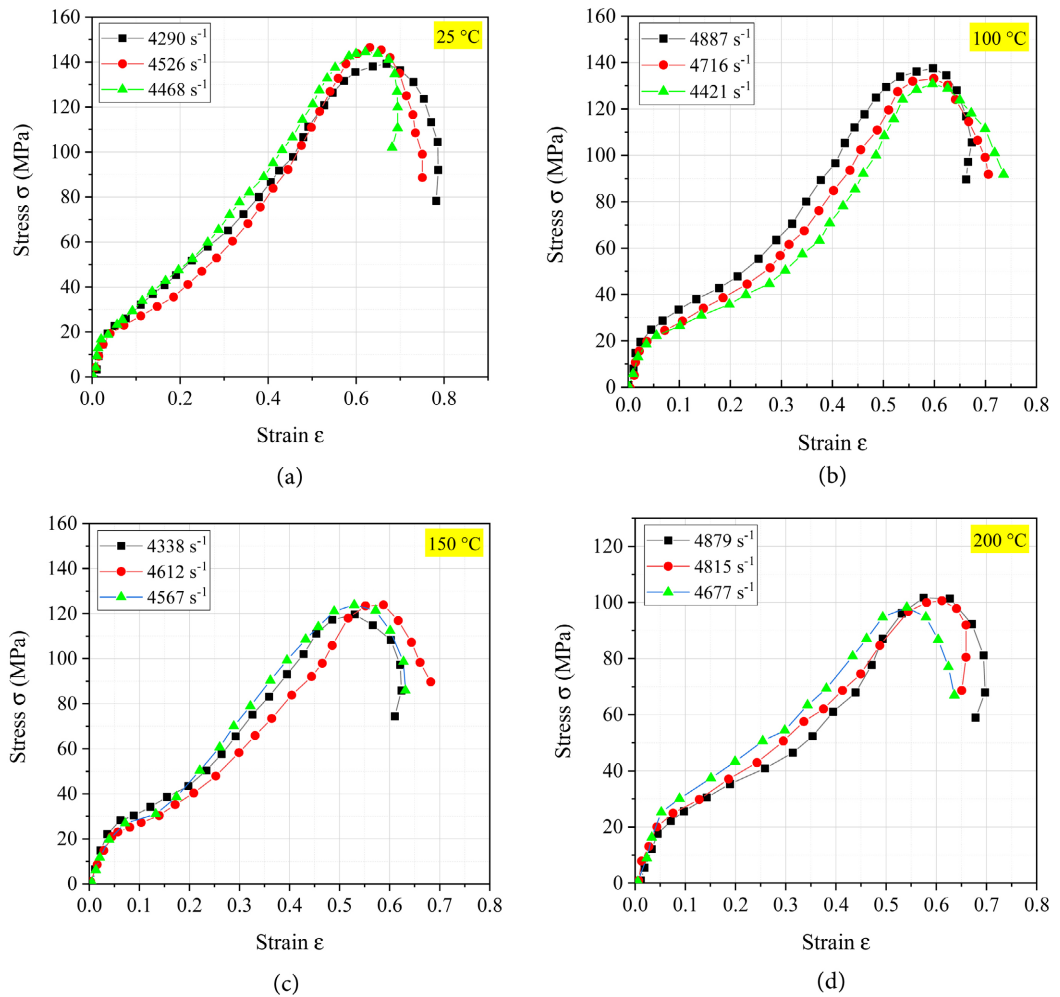 160
140
120
100
80
60
40
20
0
Stress σ (MPa)
4290 s⁻¹
4526 s⁻¹
4468 s⁻¹
25 °C
0.0 0.2 0.4 0.6 0.8
Strain ε
(a)
160
140
120
100
80
60
40
20
0
Stress σ (MPa)
4887 s⁻¹
4716 s⁻¹
4421 s⁻¹
100 °C
0.0 0.1 0.2 0.3 0.4 0.5 0.6 0.7 0.8
Strain ε
(b)
160
140
120
100
80
60
40
20
0
Stress σ (MPa)
4338 s⁻¹
4612 s⁻¹
4567 s⁻¹
150 °C
0.0 0.1 0.2 0.3 0.4 0.5 0.6 0.7 0.8
Strain ε
(c)
120
100
80
60
40
20
0
Stress σ (MPa)
4879 s⁻¹
4815 s⁻¹
4677 s⁻¹
200 °C
0.0 0.1 0.2 0.3 0.4 0.5 0.6 0.7 0.8
Strain ε
(d)